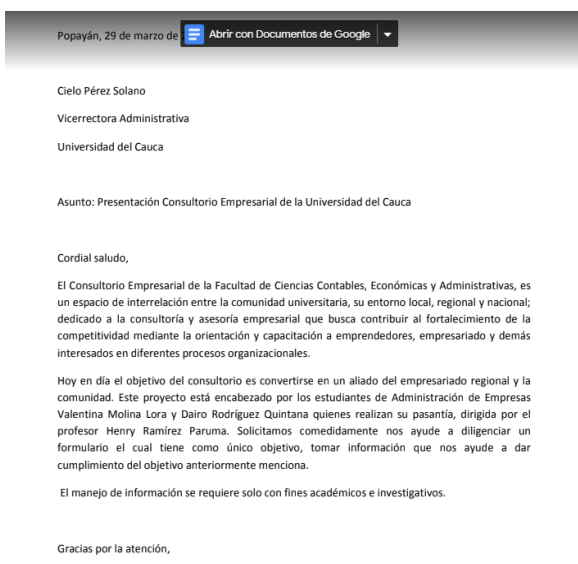 Popayán, 29 de marzo de
Abrir con Documentos de Google
Cielo Pérez Solano
Vicerrectora Administrativa
Universidad del Cauca
Asunto: Presentación Consultorio Empresarial de la Universidad del Cauca
Cordial saludo,
El Consultorio Empresarial de la Facultad de Ciencias Contables, Económicas y Administrativas, es
un espacio de interrelación entre la comunidad universitaria, su entorno local, regional y nacional;
dedicado a la consultoría y asesoría empresarial que busca contribuir al fortalecimiento de la
competitividad mediante la orientación y capacitación a emprendedores, empresariado y demás
interesados en diferentes procesos organizacionales.
Hoy en día el objetivo del consultorio es convertirse en un aliado del empresariado regional y la
comunidad. Este proyecto está encabezado por los estudiantes de Administración de Empresas
Valentina Molina Lora y Dairo Rodríguez Quintana quienes realizan su pasantía, dirigida por el
profesor Henry Ramírez Paruma. Solicitamos comedidamente nos ayude a diligenciar un
formulario el cual tiene como único objetivo, tomar información que nos ayude a dar
cumplimiento del objetivo anteriormente menciona.
El manejo de información se requiere solo con fines académicos e investigativos.
Gracias por la atención,